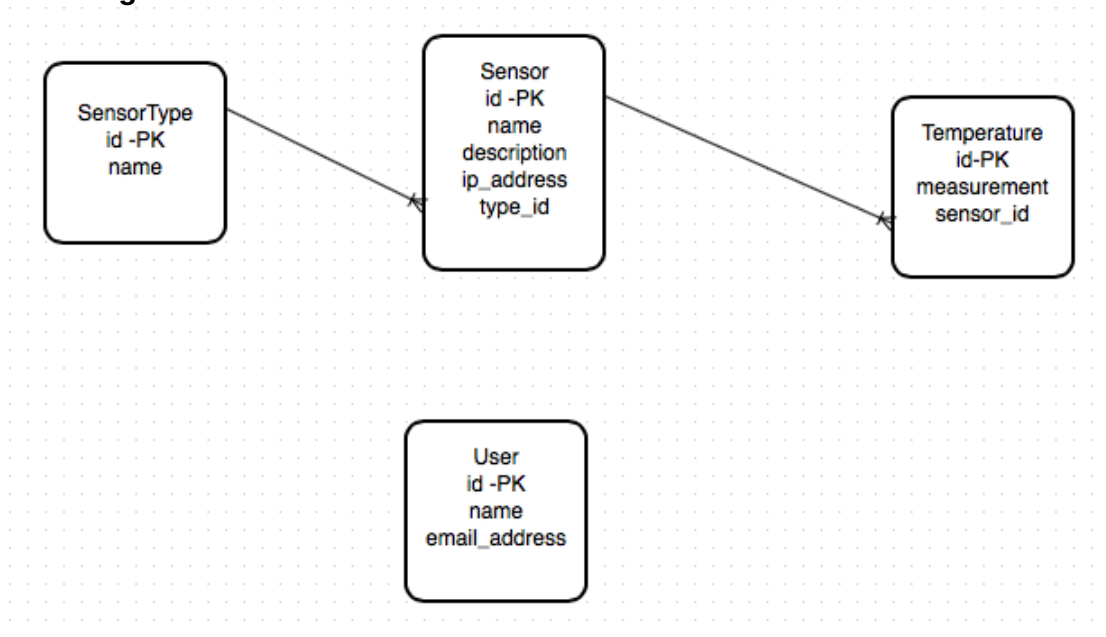 SensorType
id -PK
name
Sensor
id -PK
name
description
ip_address
type_id
Temperature
id-PK
measurement
sensor_id
User
id -PK
name
email_address